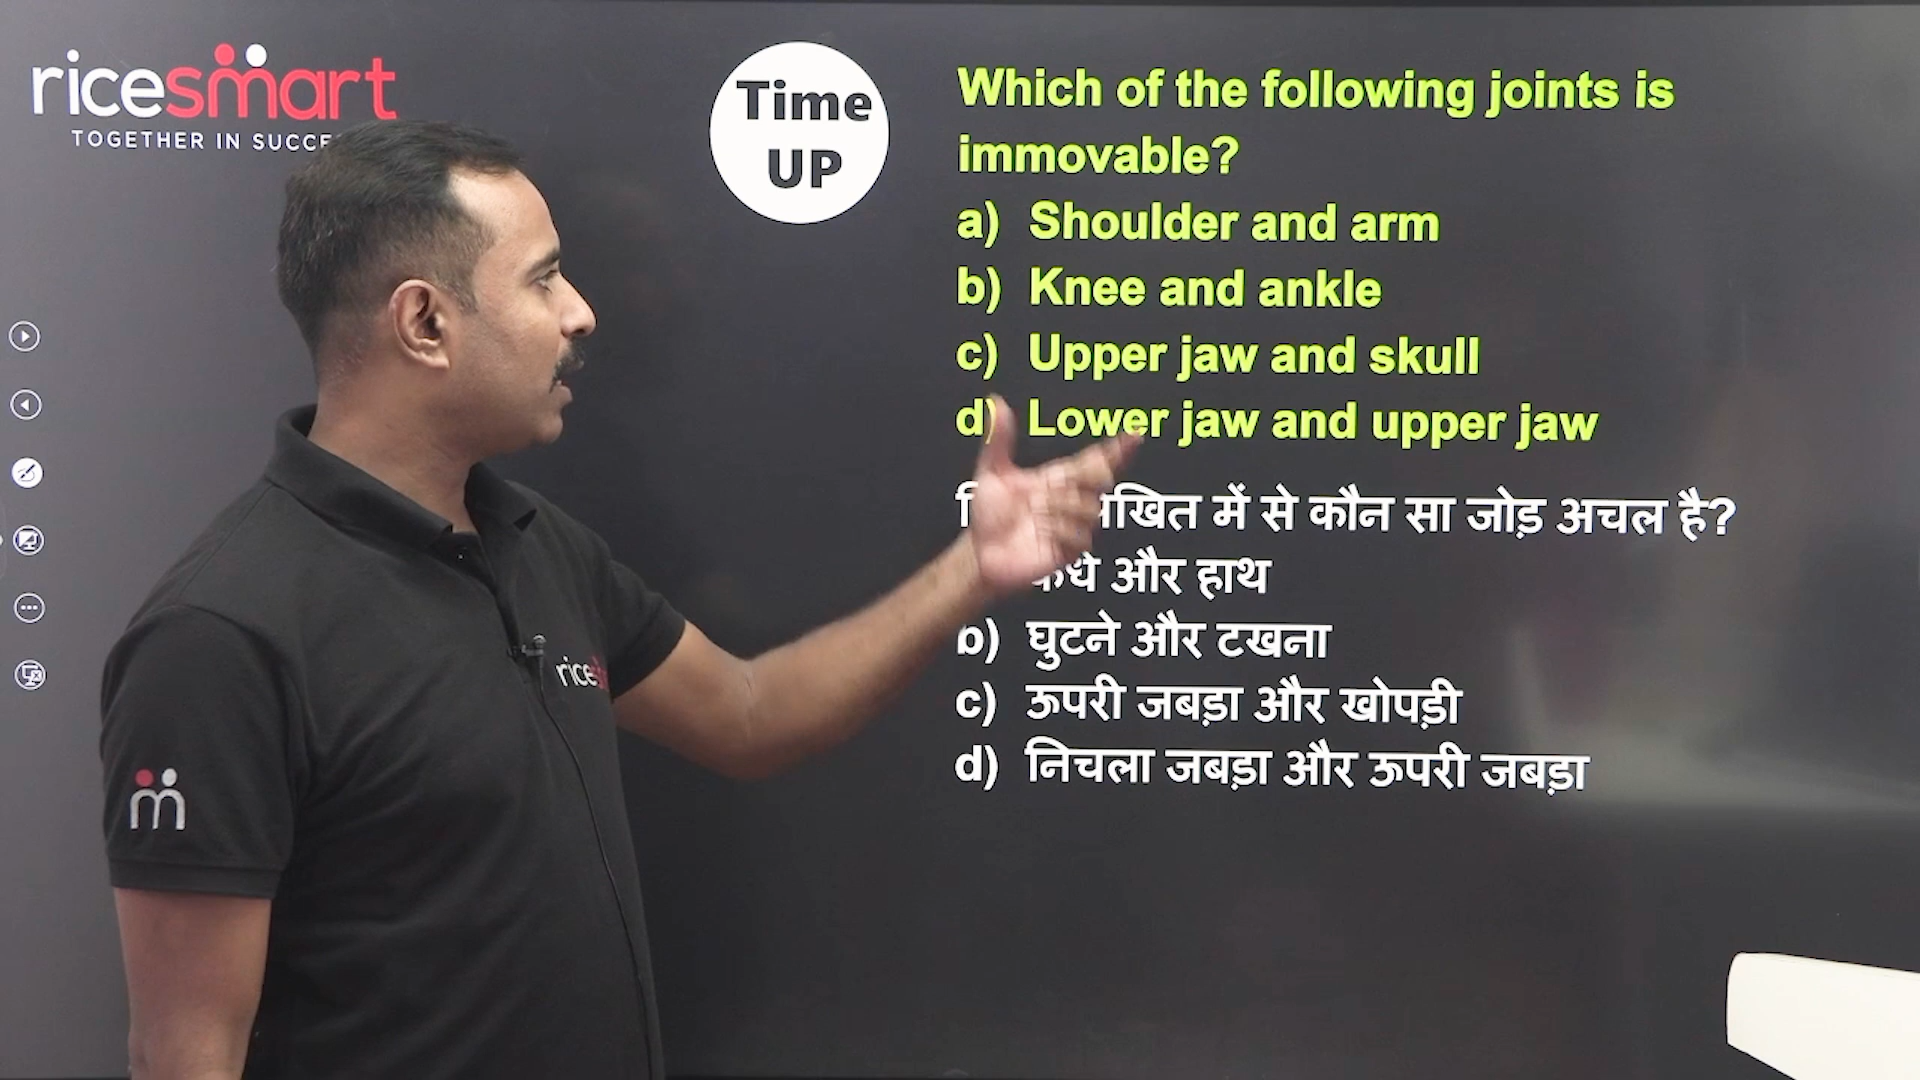 ricesmart
TOGETHER IN
Time
UP
Which of the following joints is
immovable?
a) Shoulder and arm
b) Knee and ankle
c) Upper jaw and skull
d) Lower jaw and upper jaw
में से कौन सा जोड़ अचल है?
और हाथ
b) घुटने और टखना
c) ऊपरी जबड़ा और खोपड़ी
d) निचला जबड़ा और ऊपरी जबड़ा